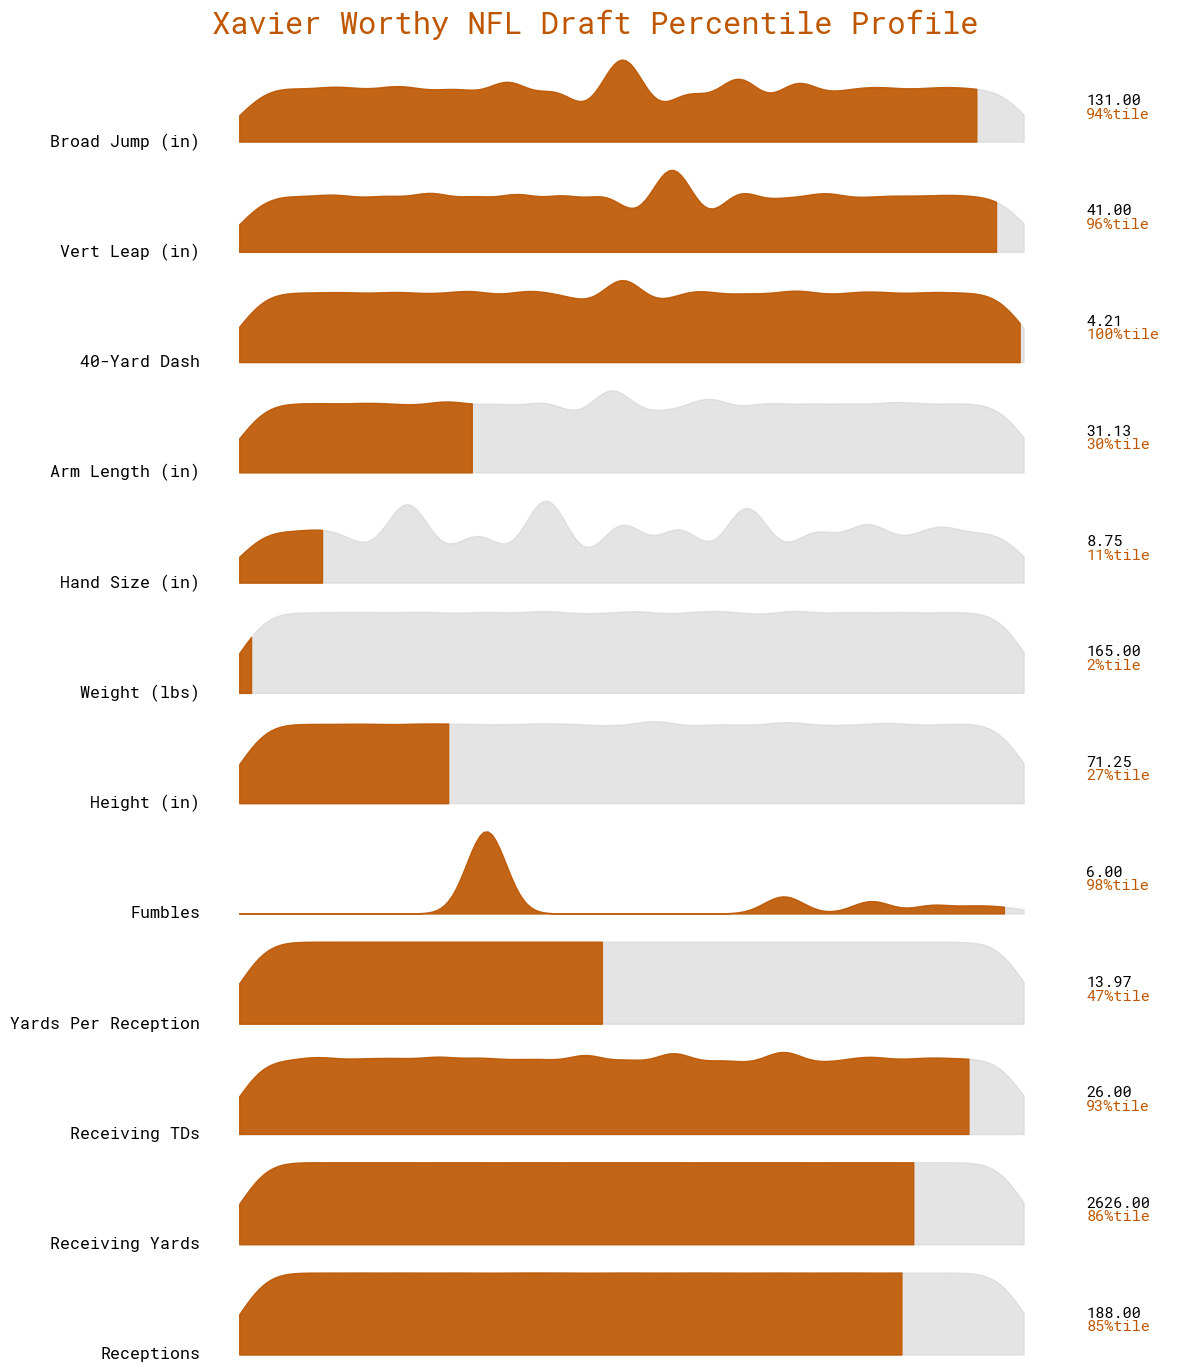 Xavier Worthy NFL Draft Percentile Profile
Broad Jump (in)
131.00
94%tile
Vert Leap (in)
41.00
96%tile
40-Yard Dash
4.21
100%tile
Arm Length (in)
31.13
30%tile
Hand Size (in)
8.75
11%tile
Weight (lbs)
165.00
2%tile
Height (in)
71.25
27%tile
Fumbles
6.00
98%tile
Yards Per Reception
13.97
47%tile
Receiving TDs
26.00
93%tile
Receiving Yards
2626.00
86%tile
Receptions
188.00
85%tile